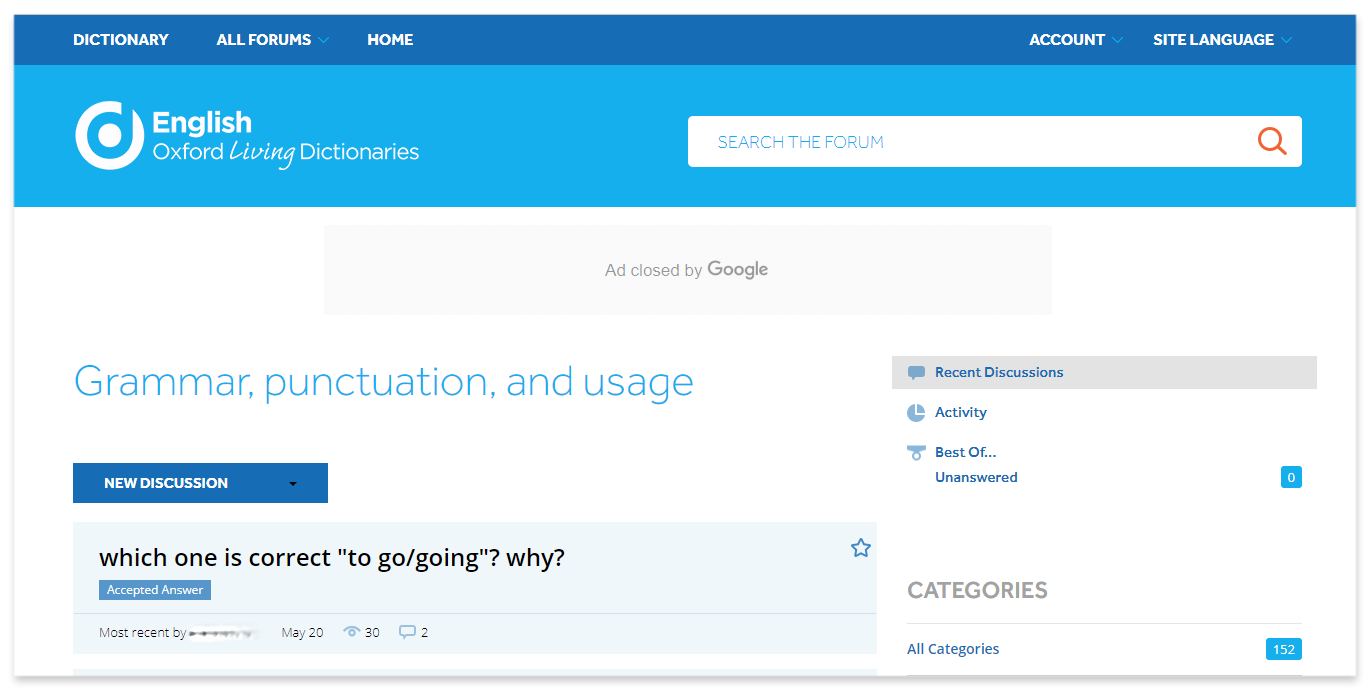 DICTIONARY ALL FORUMS HOME ACCOUNT SITE LANGUAGE
English
Oxford Living Dictionaries
SEARCH THE FORUM
Ad closed by Google
Grammar, punctuation, and usage
NEW DISCUSSION
which one is correct "to go/going"? why?
Accepted Answer
Most recent by May 20 30 2
Recent Discussions
Activity
Best Of...
Unanswered 0
CATEGORIES
All Categories 152